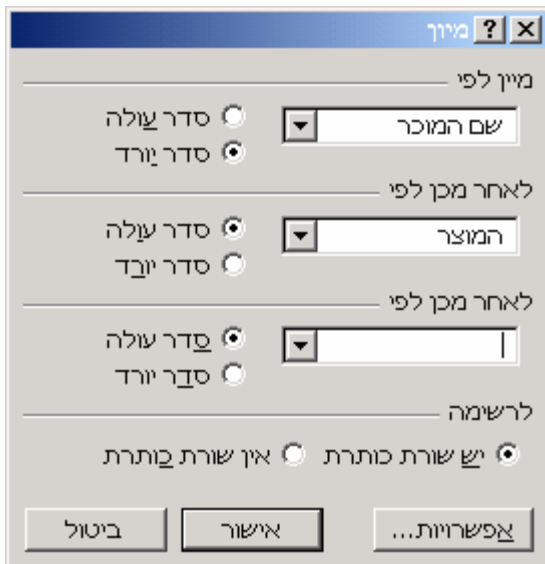 מיון
מיין לפי
שם המוכר
סדר עולה
סדר יורד
לאחר מכן לפי
המוצר
סדר עולה
סדר יורד
לאחר מכן לפי
סדר עולה
סדר יורד
לרשימה
יש שורת כותרת אין שורת כותרת
אפשרויות... אישור ביטול